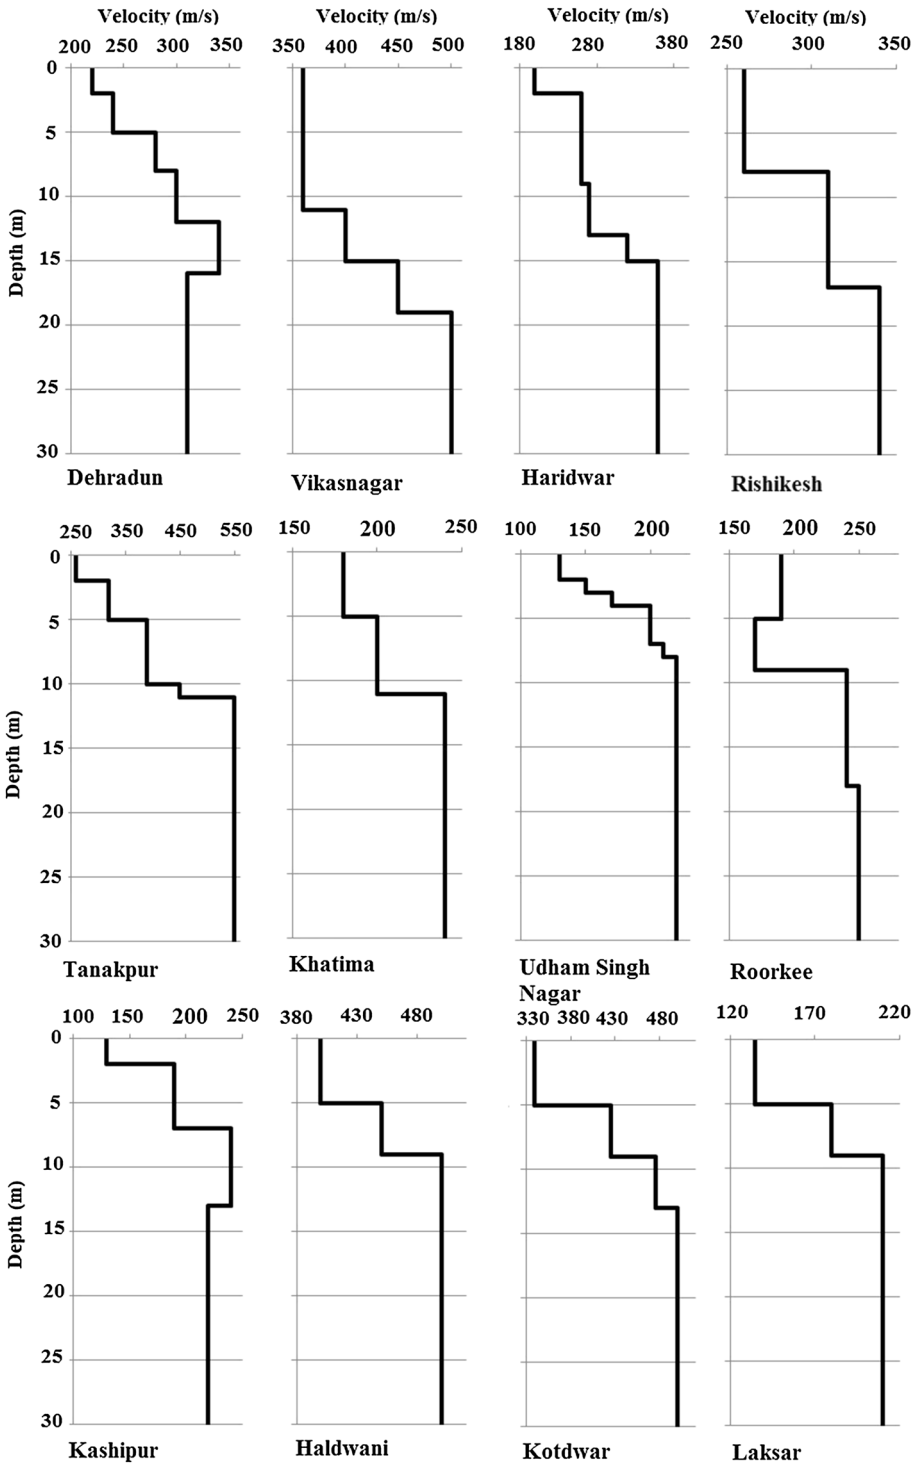 Velocity (m/s) Velocity (m/s) Velocity (m/s) Velocity (m/s)
200 250 300 350 350 400 450 500 180 280 380 250 300 350
0
5
10
15
20
25
30
Depth (m)
Dehradun Vikasnagar Haridwar Rishikesh
250 350 450 550 150 200 250 100 150 200 150 200 250
0
5
10
15
20
25
30
Depth (m)
Tanakpur Khatima Udham Singh Roorkee
Nagar
100 150 200 250 380 430 480 330 380 430 480 120 170 220
0
5
10
15
20
25
30
Depth (m)
Kashipur Haldwani Kotdwar Laksar